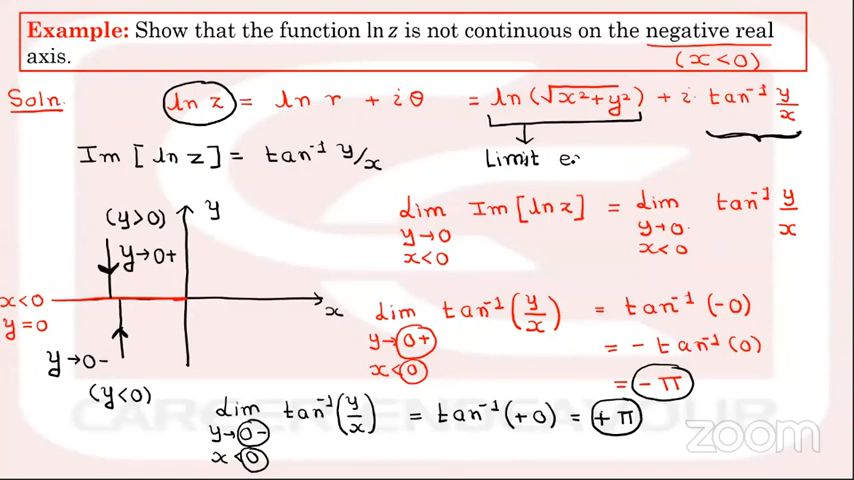 Example: Show that the function ln z is not continuous on the negative real
axis.
(x<0)
Soln.
ln z = ln r + iθ = ln(√x²+y²) + i tan⁻¹ y/x
Im [ln z] = tan⁻¹ y/x
Limit ex
lim Im [ln z] = lim tan⁻¹ y/x
y→0 y→0
x<0 x<0
(y>0)
y
y→0+
x<0
y=0
x
y→0-
(y<0)
lim tan⁻¹(y/x) = tan⁻¹(-0)
y→0+
x<0
= - tan⁻¹(0)
= -π
lim tan⁻¹(y/x) = tan⁻¹(+0) = +π
y→0-
x<0
CAREER ENDEAVOUR
zoom